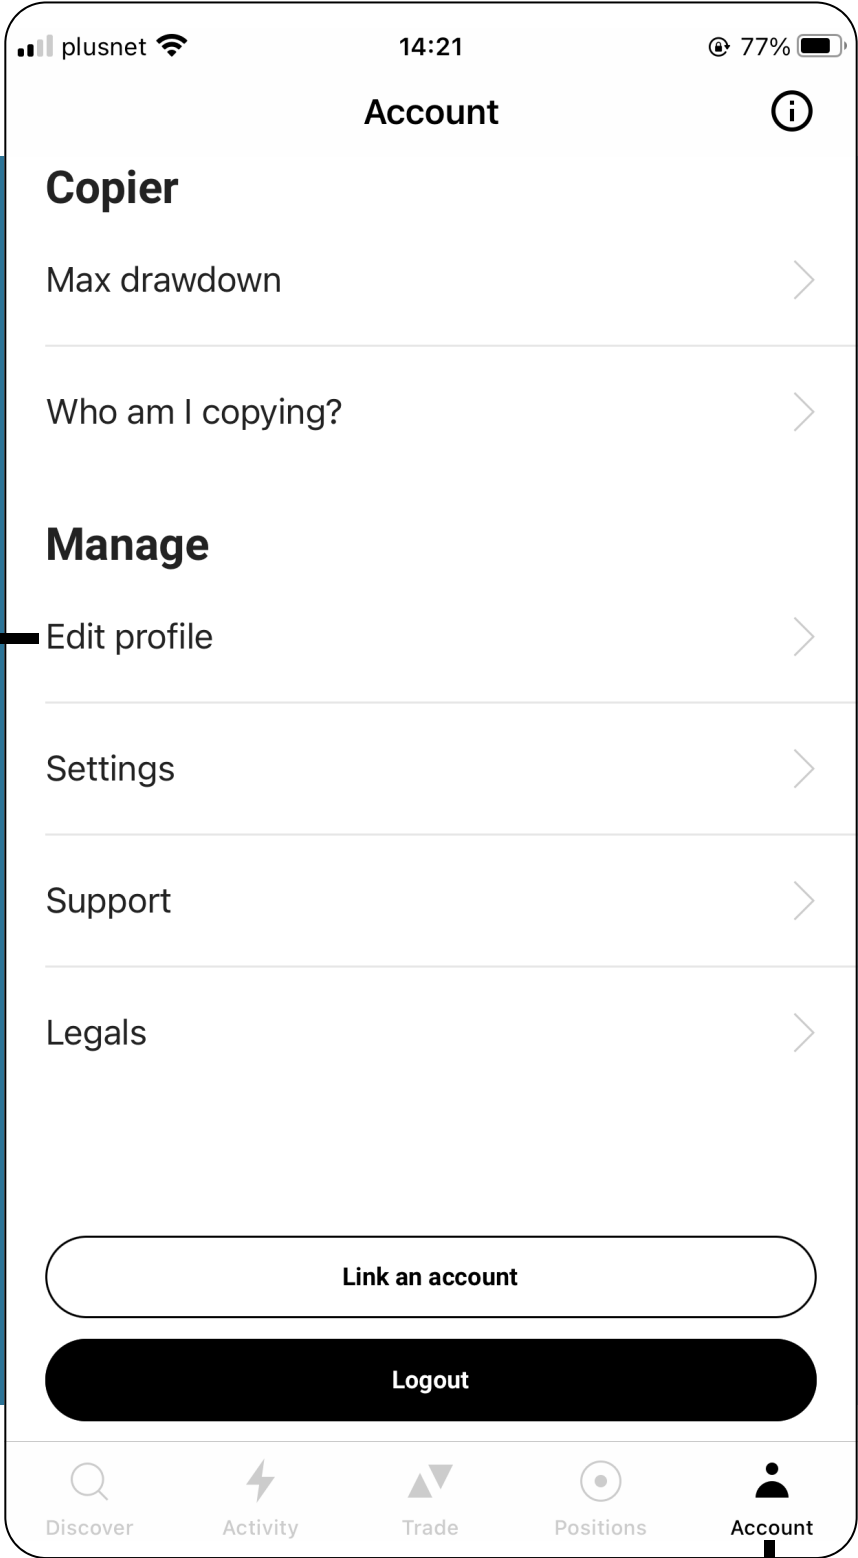 plusnet 14:21 77%
Account
Copier
Max drawdown
Who am I copying?
Manage
Edit profile
Settings
Support
Legals
Link an account
Logout
Discover Activity Trade Positions Account